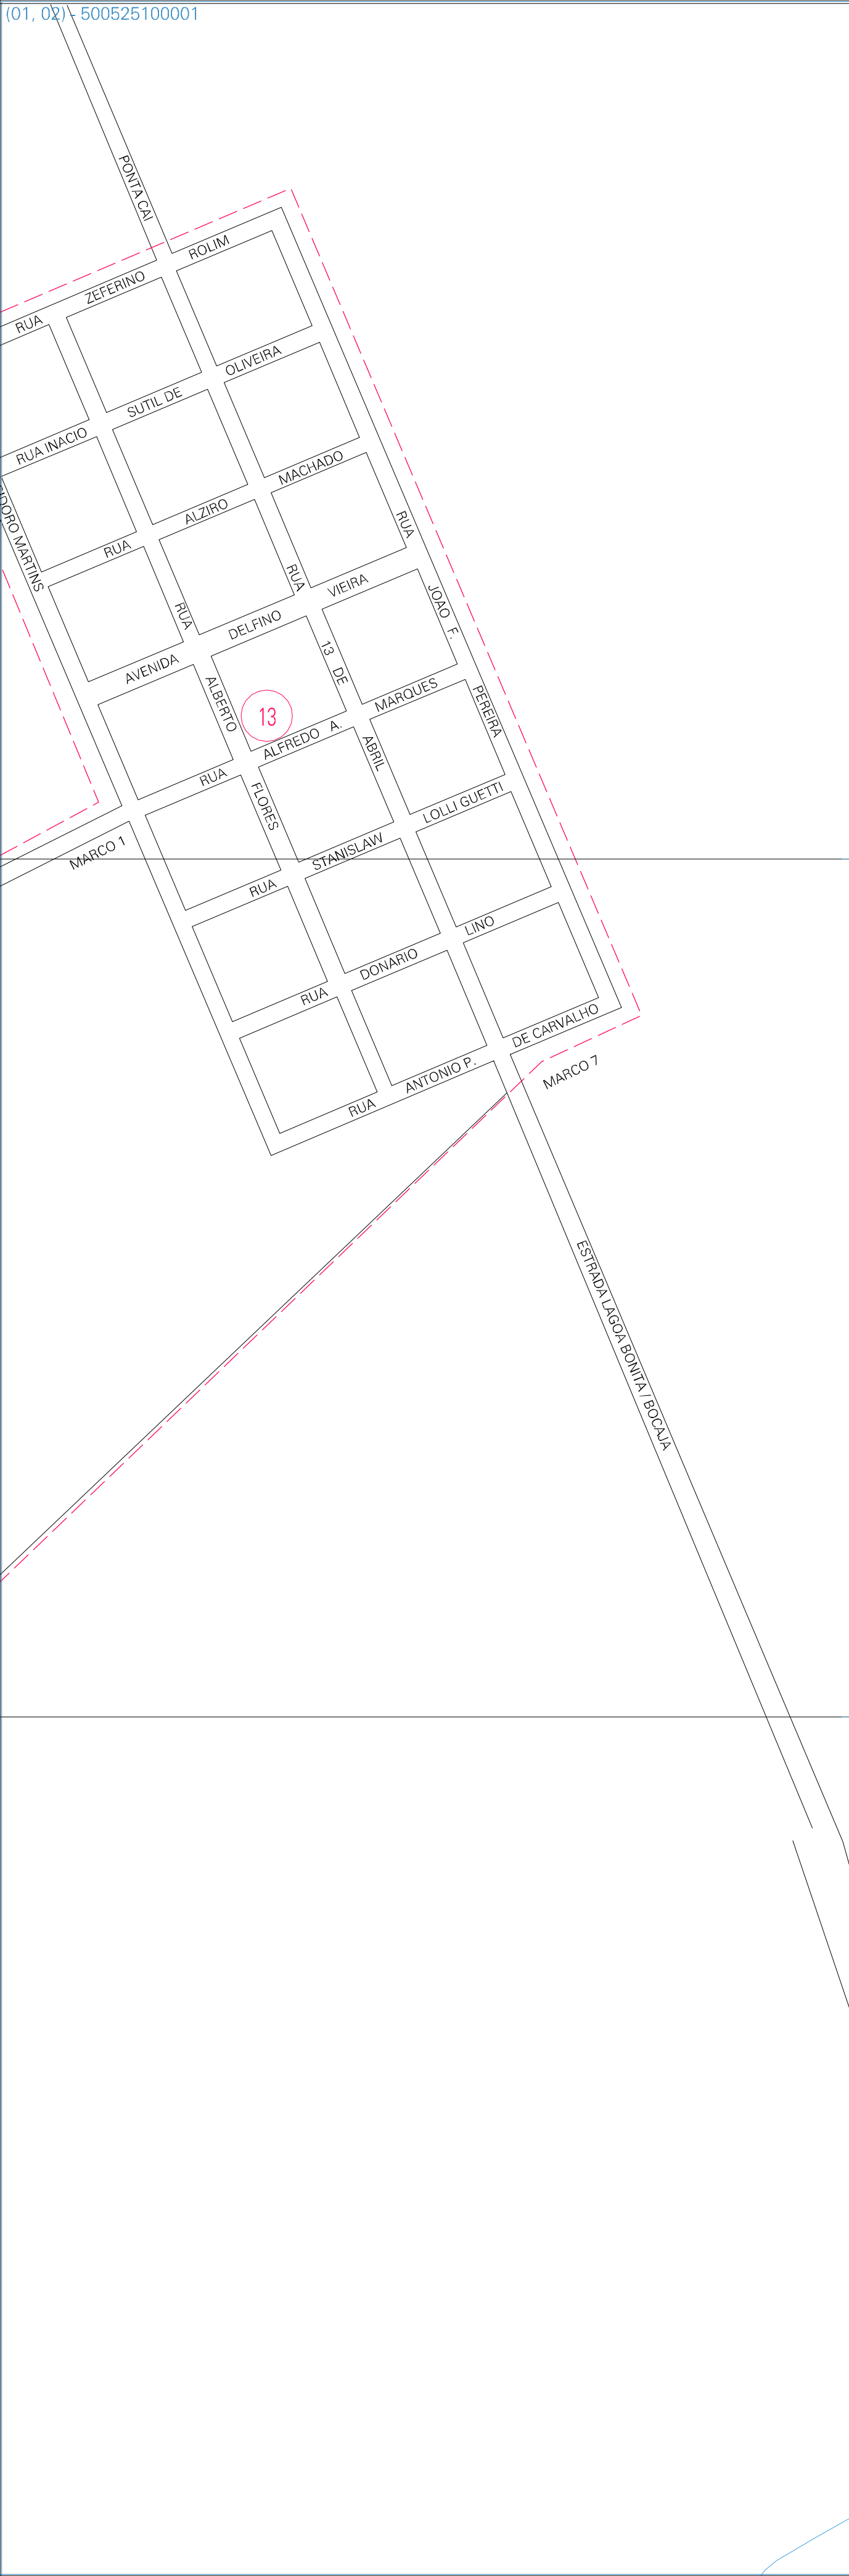 (01, 02) - 500525100001
PONTA CAI
RUA ZEFERINO ROLIM
RUA INACIO SUTIL DE OLIVEIRA
RUA ALZIRO MACHADO
AVENIDA DELFINO VIEIRA
RUA ALFREDO A. MARQUES
RUA STANISLAW LOLLI GUETTI
RUA DONARIO LINO
RUA ANTONIO P. DE CARVALHO
MARTINS
RUA ALBERTO FLORES
RUA 13 DE ABRIL
RUA JOAO F. PEREIRA
13
MARCO 1
MARCO 7
ESTRADA LAGOA BONITA / BOCAJA